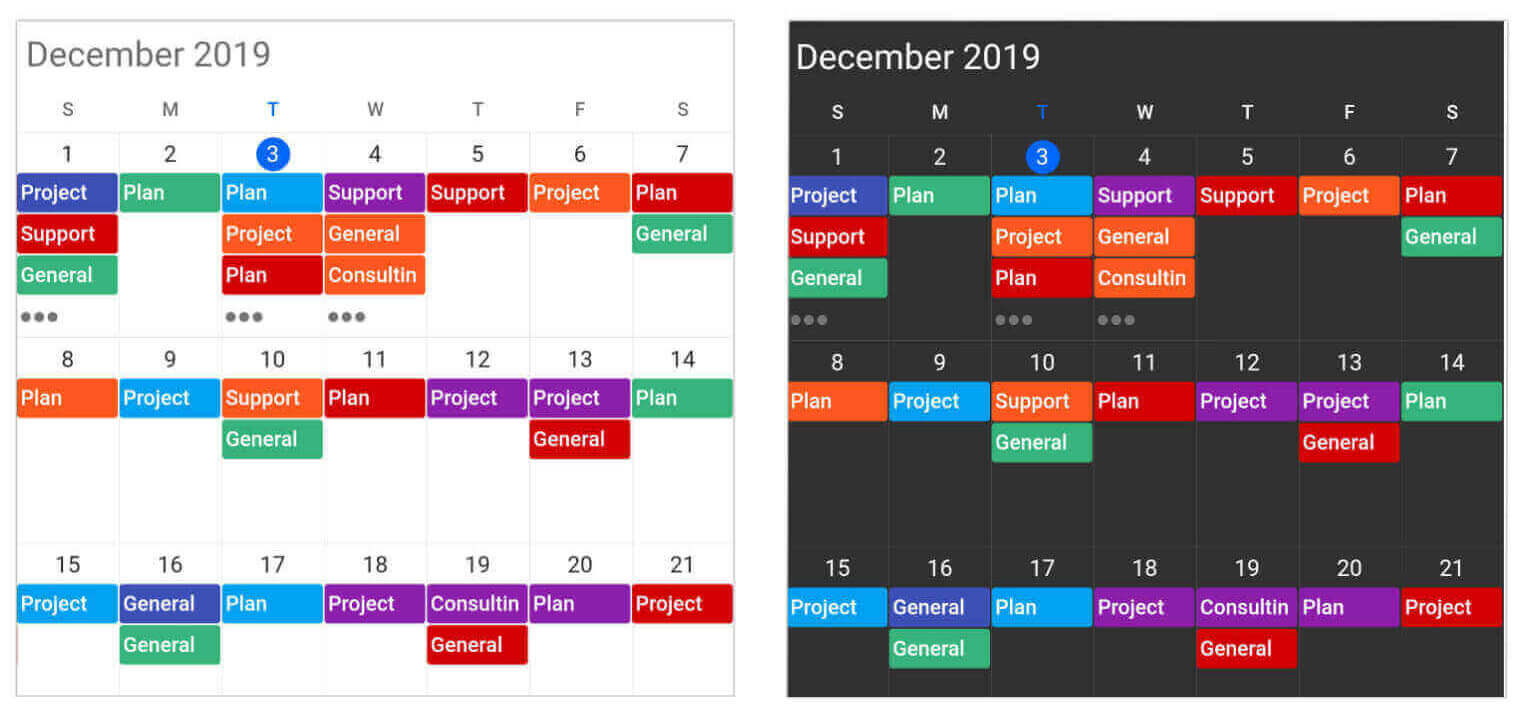 December 2019
S M T W T F S
1 2 3 4 5 6 7
Project Plan Plan Support Support Project Plan
Support Project General General
General Plan Consultin
8 9 10 11 12 13 14
Plan Project Support Plan Project Project Plan
General General
15 16 17 18 19 20 21
Project General Plan Project Consultin Plan Project
General General
December 2019
S M T W T F S
1 2 3 4 5 6 7
Project Plan Plan Support Support Project Plan
Support Project General General
General Plan Consultin
8 9 10 11 12 13 14
Plan Project Support Plan Project Project Plan
General General
15 16 17 18 19 20 21
Project General Plan Project Consultin Plan Project
General General